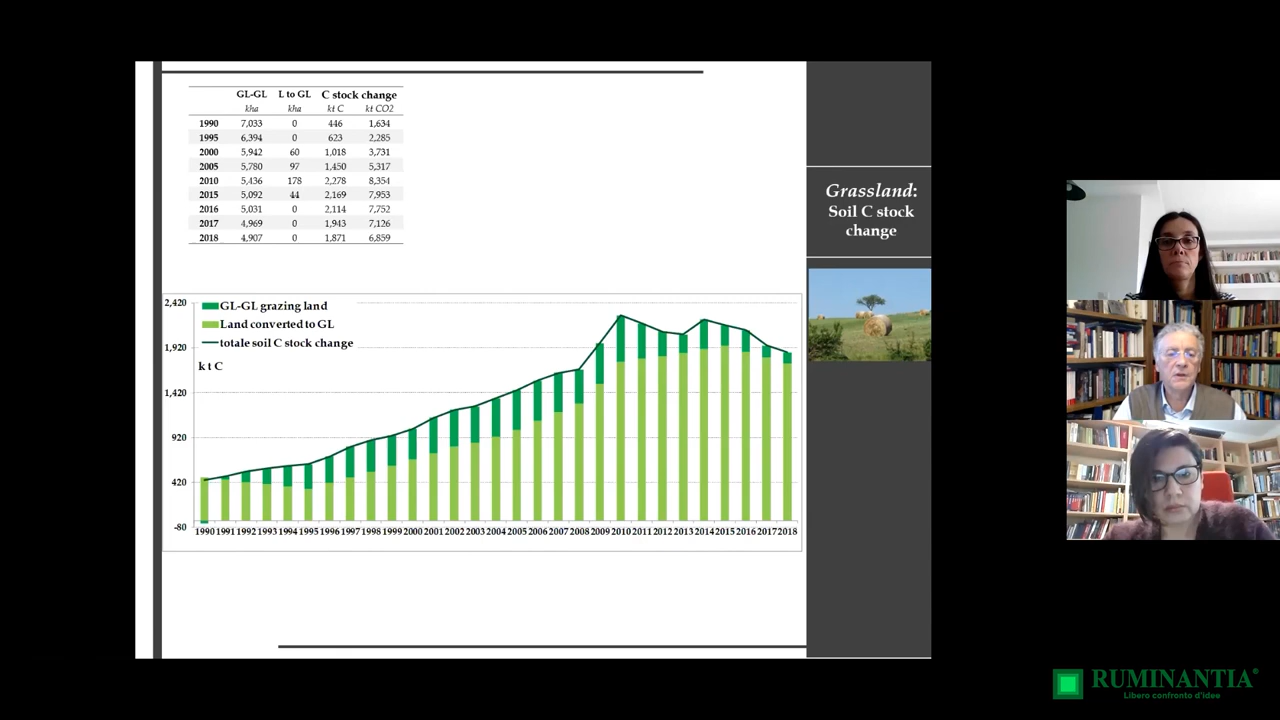 GL-GL L to GL C stock change
kha kha kt C kt CO2
1990 7,033 0 446 1,634
1995 6,394 0 623 2,285
2000 5,942 60 1,018 3,731
2005 5,780 97 1,450 5,317
2010 5,436 178 2,278 8,354
2015 5,092 44 2,169 7,953
2016 5,031 0 2,114 7,752
2017 4,969 0 1,943 7,126
2018 4,907 0 1,871 6,859
Grassland:
Soil C stock
change
2,420
1,920
1,420
920
420
-80
GL-GL grazing land
Land converted to GL
totale soil C stock change
k t C
1990 1991 1992 1993 1994 1995 1996 1997 1998 1999 2000 2001 2002 2003 2004 2005 2006 2007 2008 2009 2010 2011 2012 2013 2014 2015 2016 2017 2018
RUMINANTIA®
Libero confronto d'idee